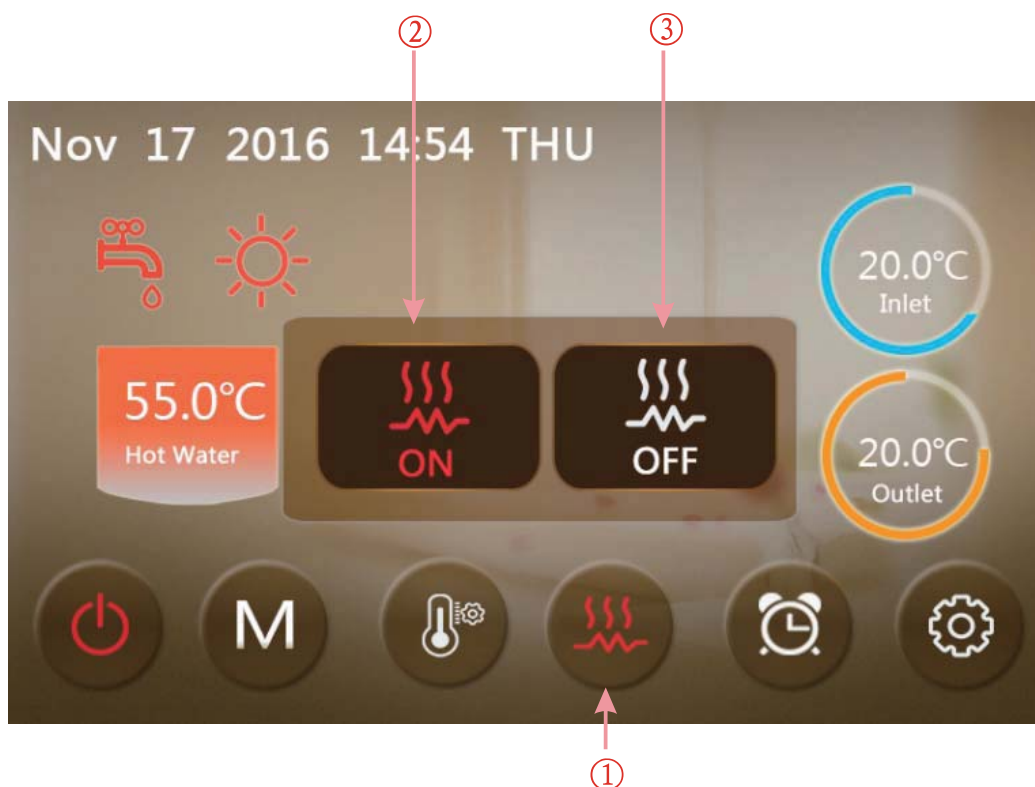 ② ③
Nov 17 2016 14:54 THU
20.0°C
Inlet
55.0°C
Hot Water
ON
OFF
20.0°C
Outlet
M
①